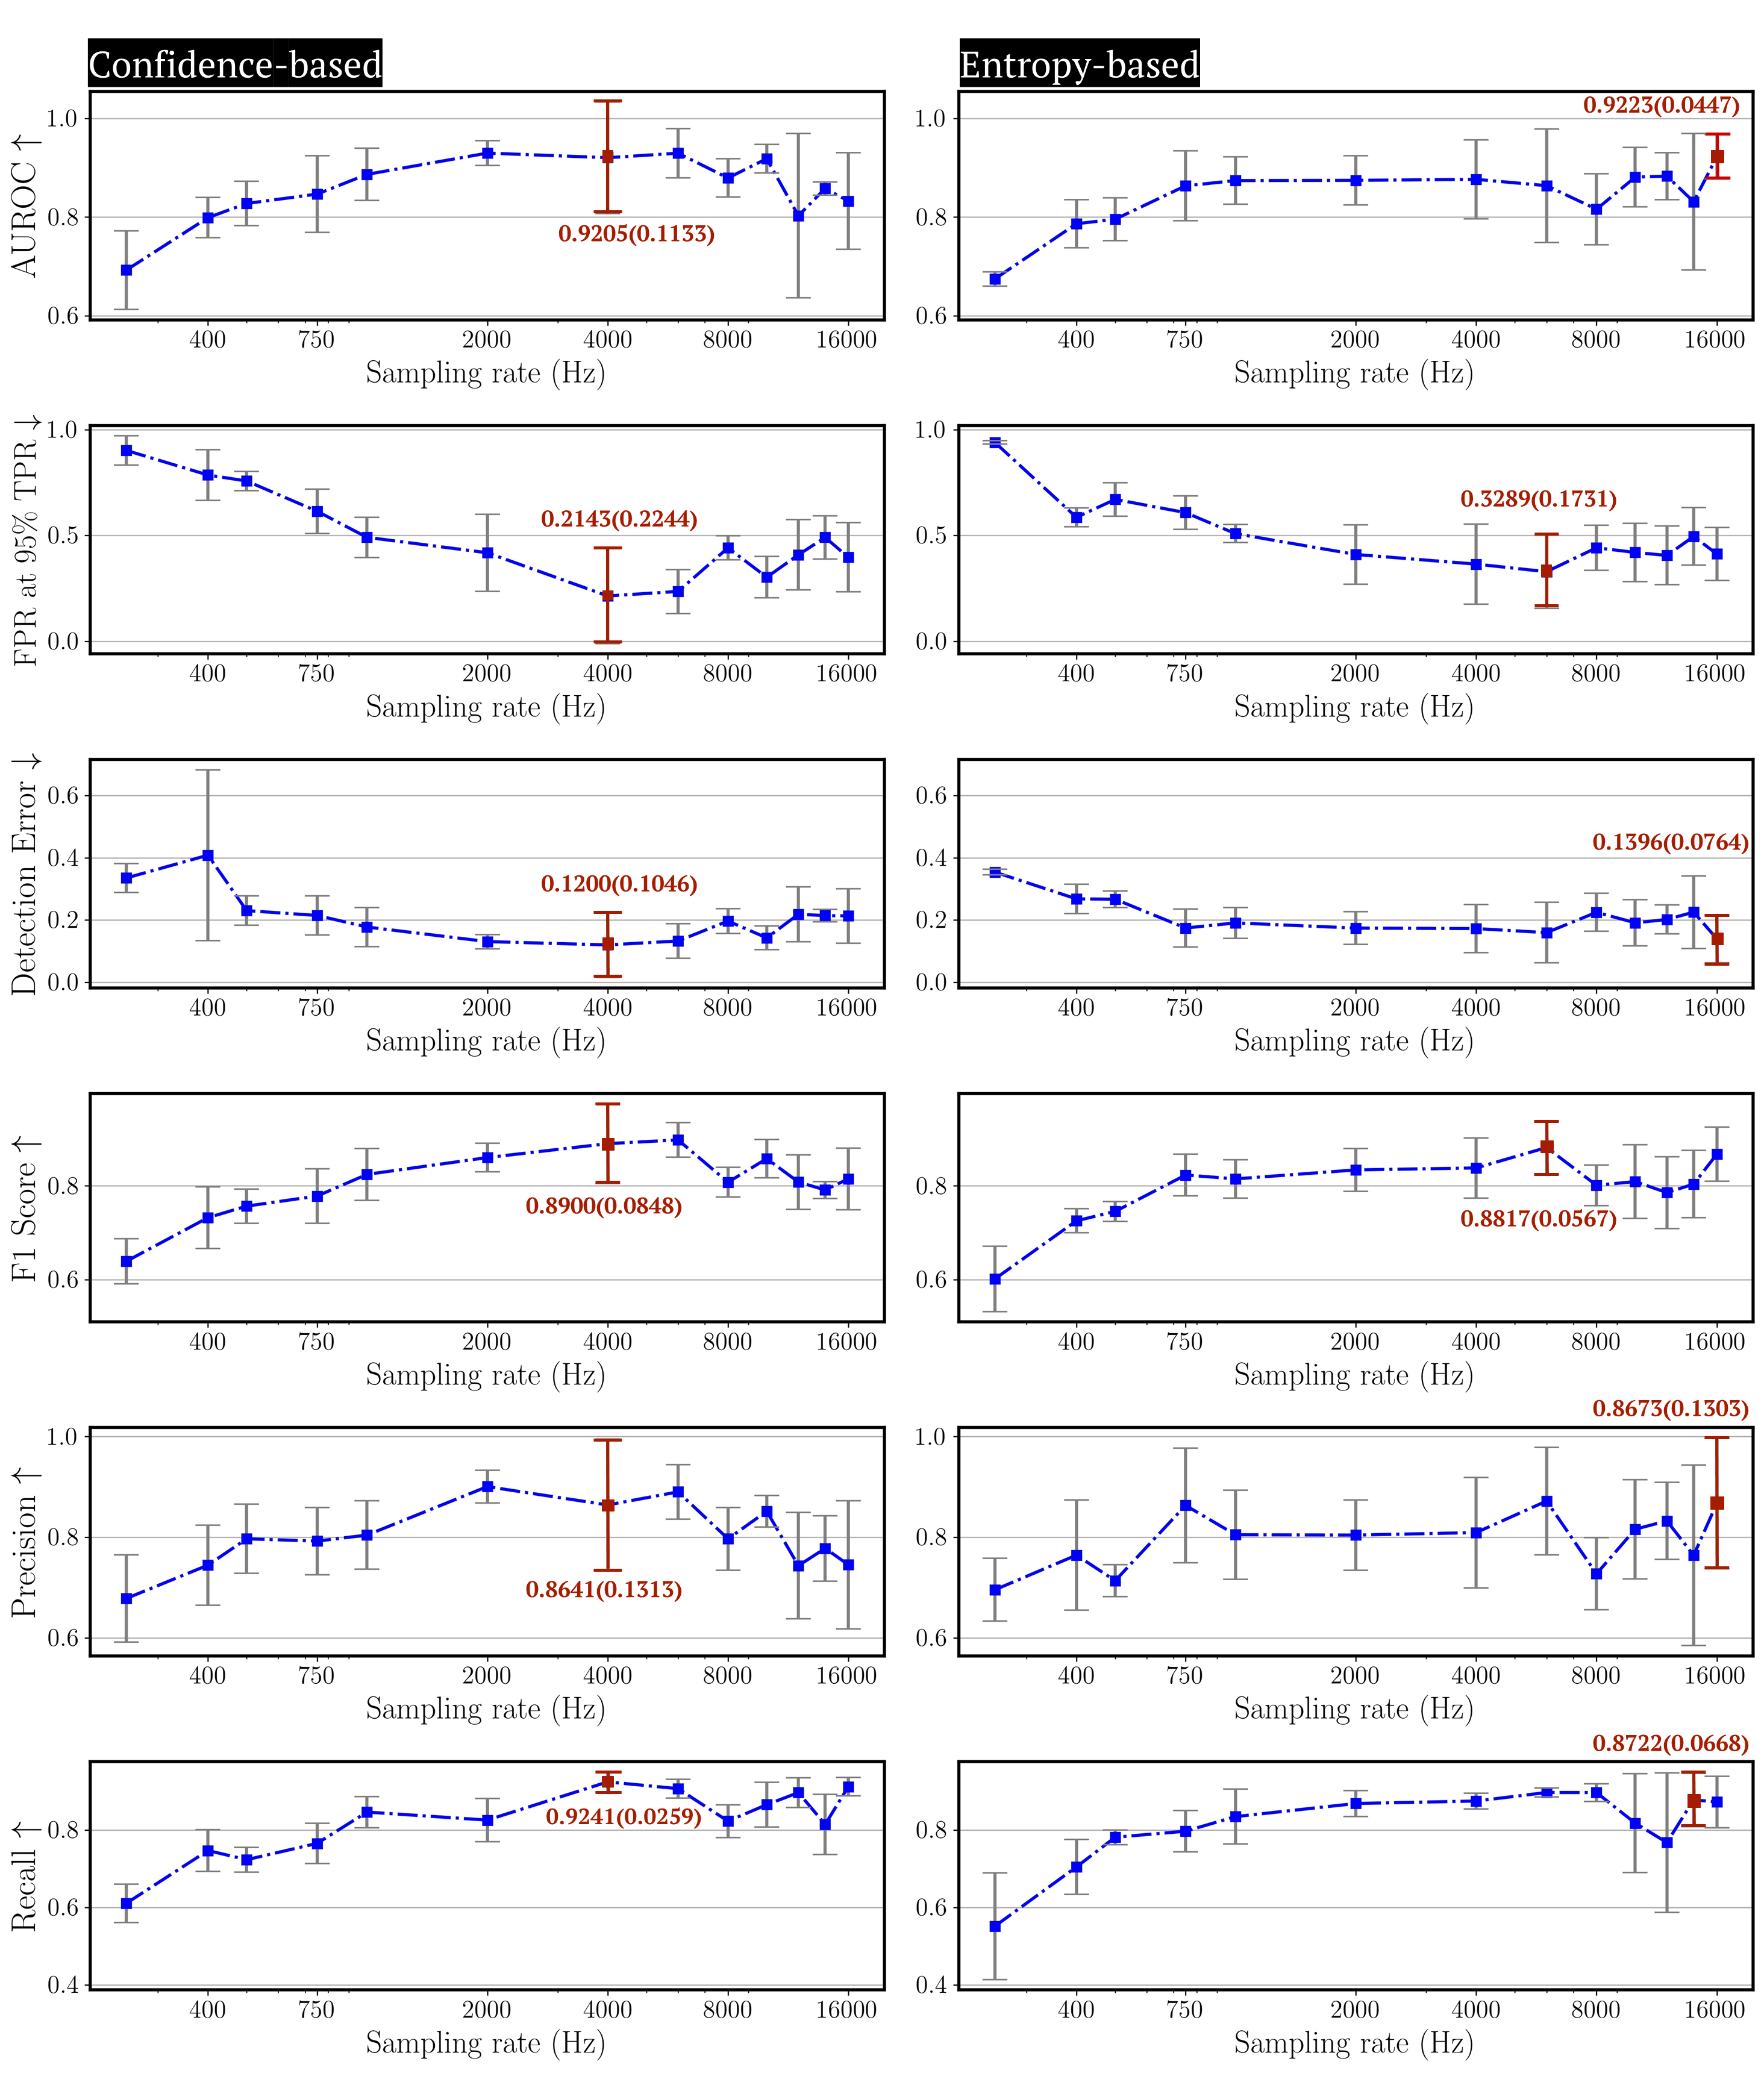 Confidence-based
Entropy-based
AUROC ↑
1.0
0.8
0.6
0.9205(0.1133)
400 750 2000 4000 8000 16000
Sampling rate (Hz)
1.0
0.8
0.6
0.9223(0.0447)
400 750 2000 4000 8000 16000
Sampling rate (Hz)
FPR at 95% TPR ↓
1.0
0.5
0.0
0.2143(0.2244)
400 750 2000 4000 8000 16000
Sampling rate (Hz)
1.0
0.5
0.0
0.3289(0.1731)
400 750 2000 4000 8000 16000
Sampling rate (Hz)
Detection Error ↓
0.6
0.4
0.2
0.0
0.1200(0.1046)
400 750 2000 4000 8000 16000
Sampling rate (Hz)
0.6
0.4
0.2
0.0
0.1396(0.0764)
400 750 2000 4000 8000 16000
Sampling rate (Hz)
F1 Score ↑
0.8
0.6
0.8900(0.0848)
400 750 2000 4000 8000 16000
Sampling rate (Hz)
0.8
0.6
0.8817(0.0567)
400 750 2000 4000 8000 16000
Sampling rate (Hz)
Precision ↑
1.0
0.8
0.6
0.8641(0.1313)
400 750 2000 4000 8000 16000
Sampling rate (Hz)
0.8673(0.1303)
1.0
0.8
0.6
400 750 2000 4000 8000 16000
Sampling rate (Hz)
Recall ↑
0.8
0.6
0.4
0.9241(0.0259)
400 750 2000 4000 8000 16000
Sampling rate (Hz)
0.8722(0.0668)
0.8
0.6
0.4
400 750 2000 4000 8000 16000
Sampling rate (Hz)